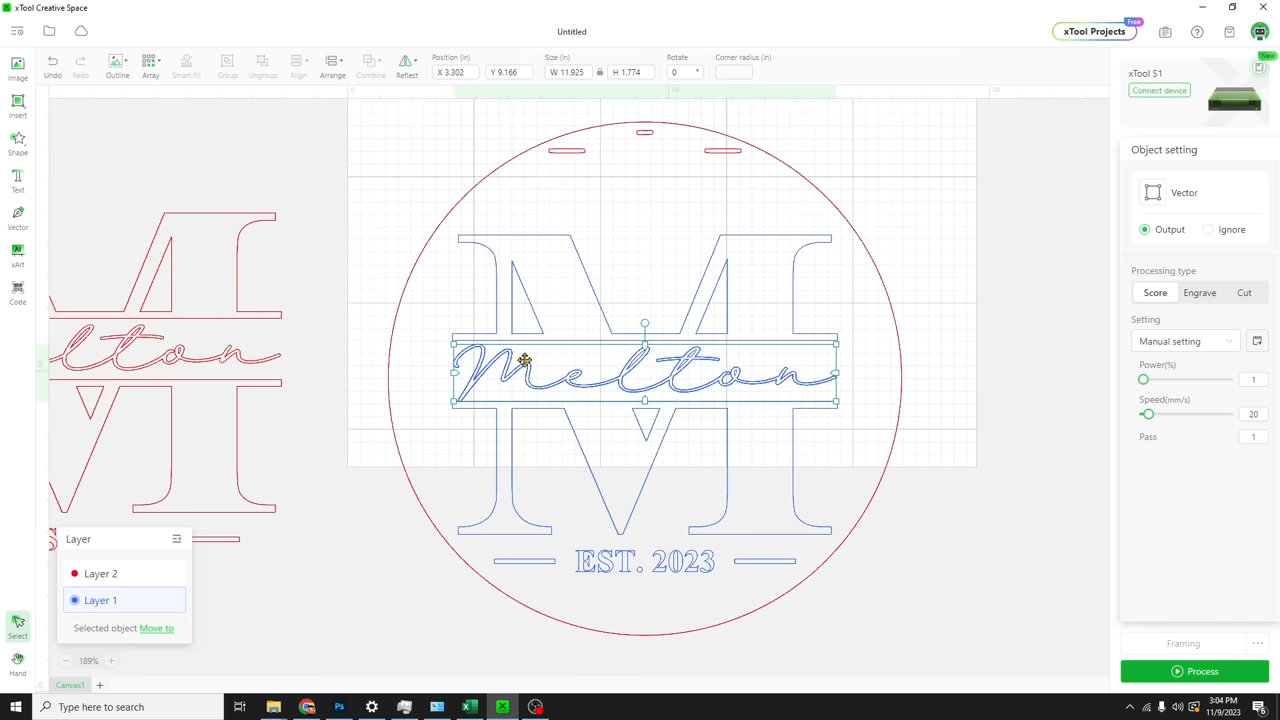 xTool Creative Space
Untitled
xTool Projects
Free
Undo
Redo
Outline
Array
Smart fill
Group
Ungroup
Align
Arrange
Combine
Reflect
Position (in)
X 3.302
Y 9.166
Size (in)
W 11.925
H 1.774
Rotate
0 °
Corner radius (in)
Image
Insert
Shape
Text
Vector
xArt
Code
Select
Hand
0
10
20
M
Melton
EST. 2023
M
elton
S
Layer
Layer 2
Layer 1
Selected object Move to
189%
Canvas1
New
xTool S1
Connect device
Object setting
Vector
Output
Ignore
Processing type
Score
Engrave
Cut
Setting
Manual setting
Power(%)
1
Speed(mm/s)
20
Pass
1
Framing
Process
Type here to search
3:04 PM
11/9/2023